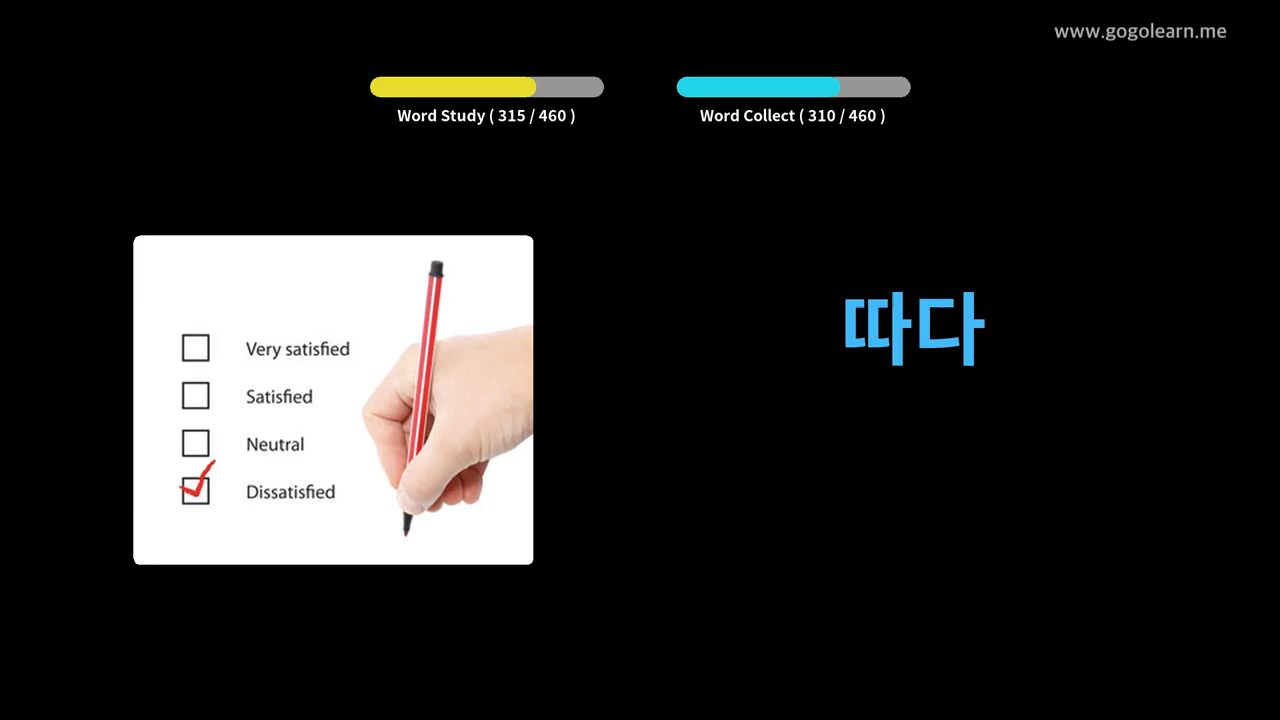 www.gogolearn.me
Word Study ( 315 / 460 )
Word Collect ( 310 / 460 )
Very satisfied
Satisfied
Neutral
Dissatisfied
따다